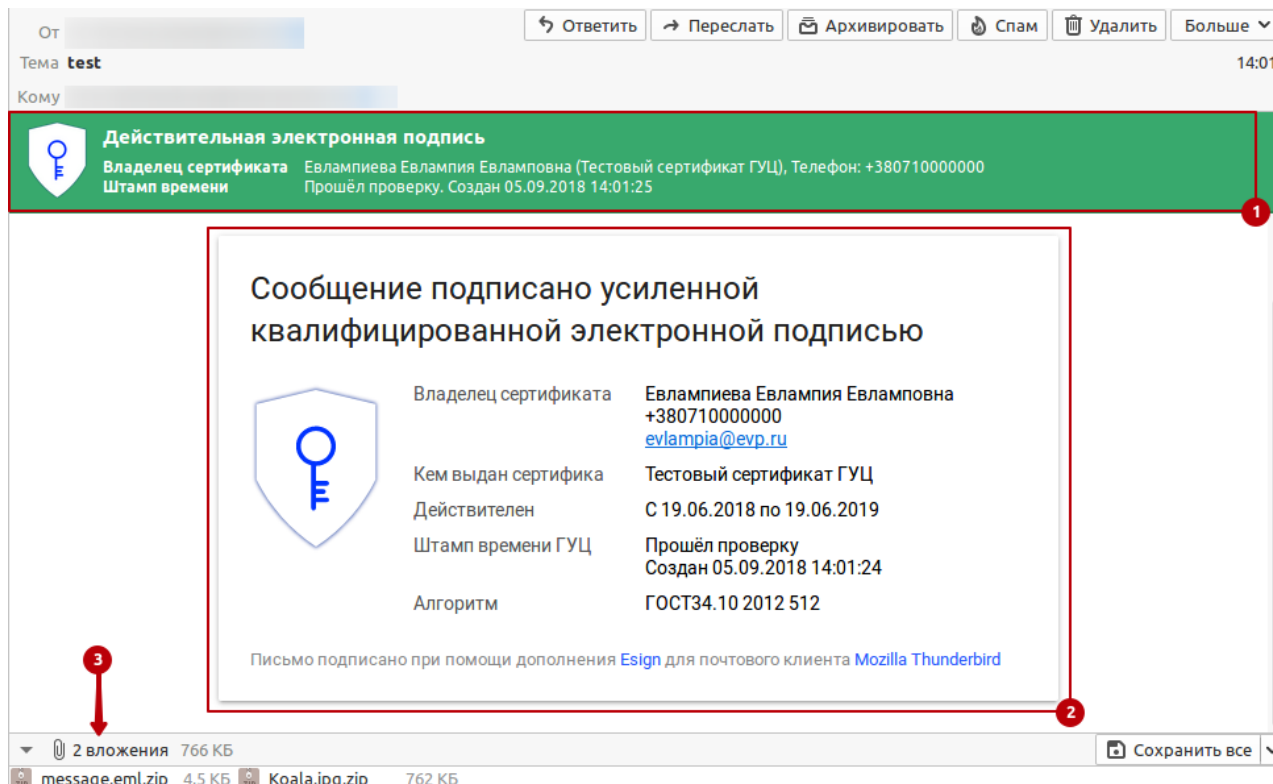 От
Ответить Переслать Архивировать Спам Удалить Больше
Тема test 14:01
Кому
Действительная электронная подпись
Владелец сертификата Евлампиева Евлампия Евламповна (Тестовый сертификат ГУЦ), Телефон: +380710000000
Штамп времени Прошёл проверку. Создан 05.09.2018 14:01:25
1
Сообщение подписано усиленной
квалифицированной электронной подписью
Владелец сертификата Евлампиева Евлампия Евламповна
+380710000000
evlampia@evp.ru
Кем выдан сертифика Тестовый сертификат ГУЦ
Действителен С 19.06.2018 по 19.06.2019
Штамп времени ГУЦ Прошёл проверку
Создан 05.09.2018 14:01:24
Алгоритм ГОСТ34.10 2012 512
3
Письмо подписано при помощи дополнения Esign для почтового клиента Mozilla Thunderbird
2
2 вложения 766 КБ Сохранить все
message.eml.zip 4,5 КБ Koala.jpg.zip 762 КБ